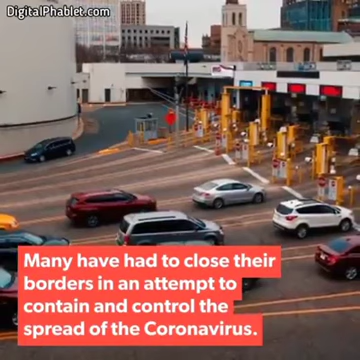 DigitalPhablet.com
Many have had to close their
borders in an attempt to
contain and control the
spread of the Coronavirus.